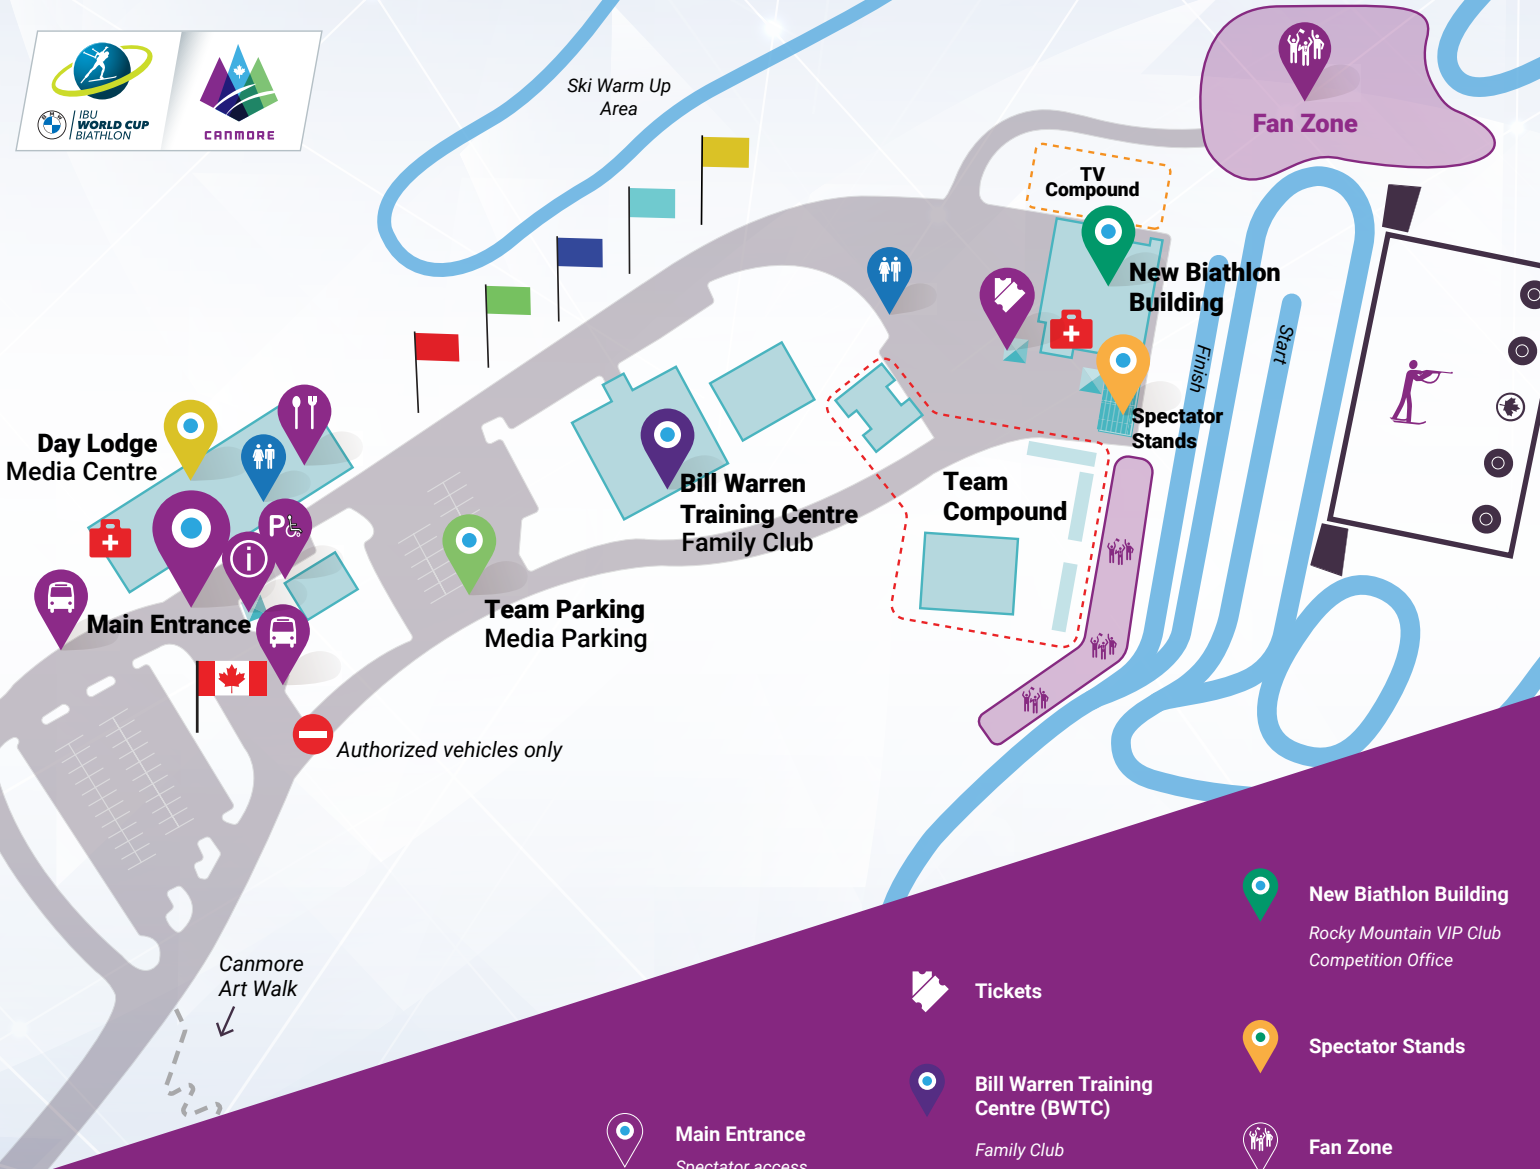 IBU
WORLD CUP
BIATHLON
CANMORE
Ski Warm Up
Area
Fan Zone
TV
Compound
New Biathlon
Building
Finish
Start
Spectator
Stands
Day Lodge
Media Centre
P
i
Main Entrance
Bill Warren
Training Centre
Family Club
Team
Compound
Team Parking
Media Parking
Authorized vehicles only
Canmore
Art Walk
New Biathlon Building
Rocky Mountain VIP Club
Competition Office
Tickets
Spectator Stands
Bill Warren Training
Centre (BWTC)
Family Club
Main Entrance
Spectator access
Fan Zone